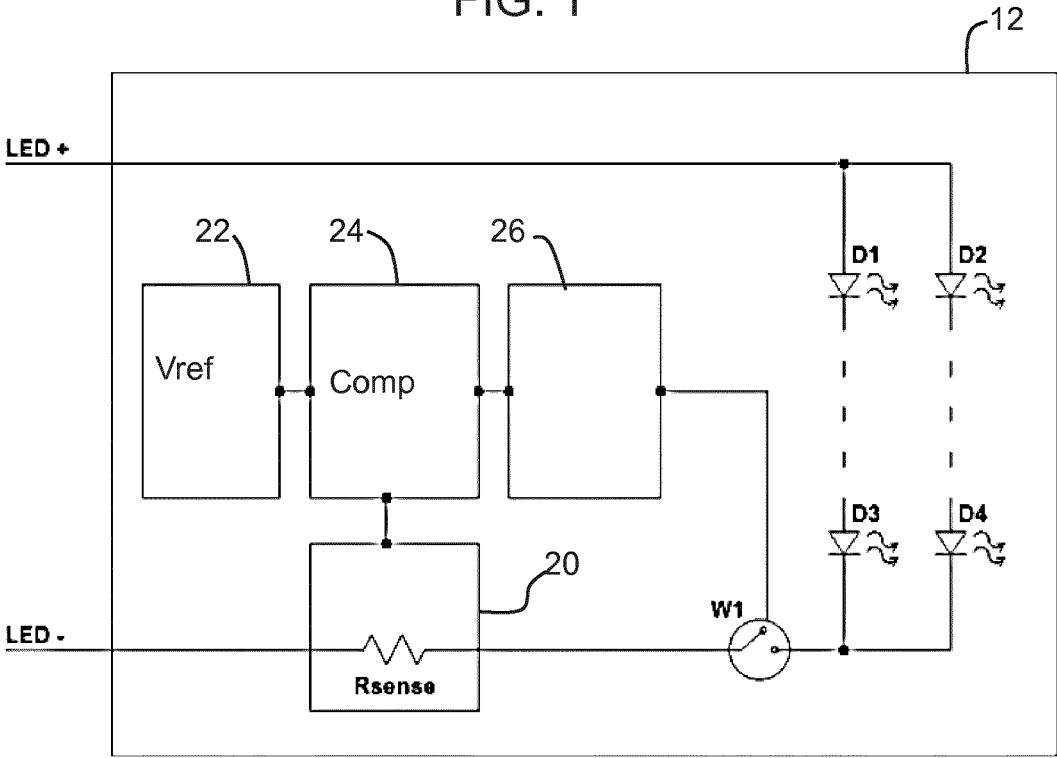 FIG. 1
12
LED +
22
24
26
D1
D2
Vref
Comp
D3
D4
20
W1
LED -
Rsense